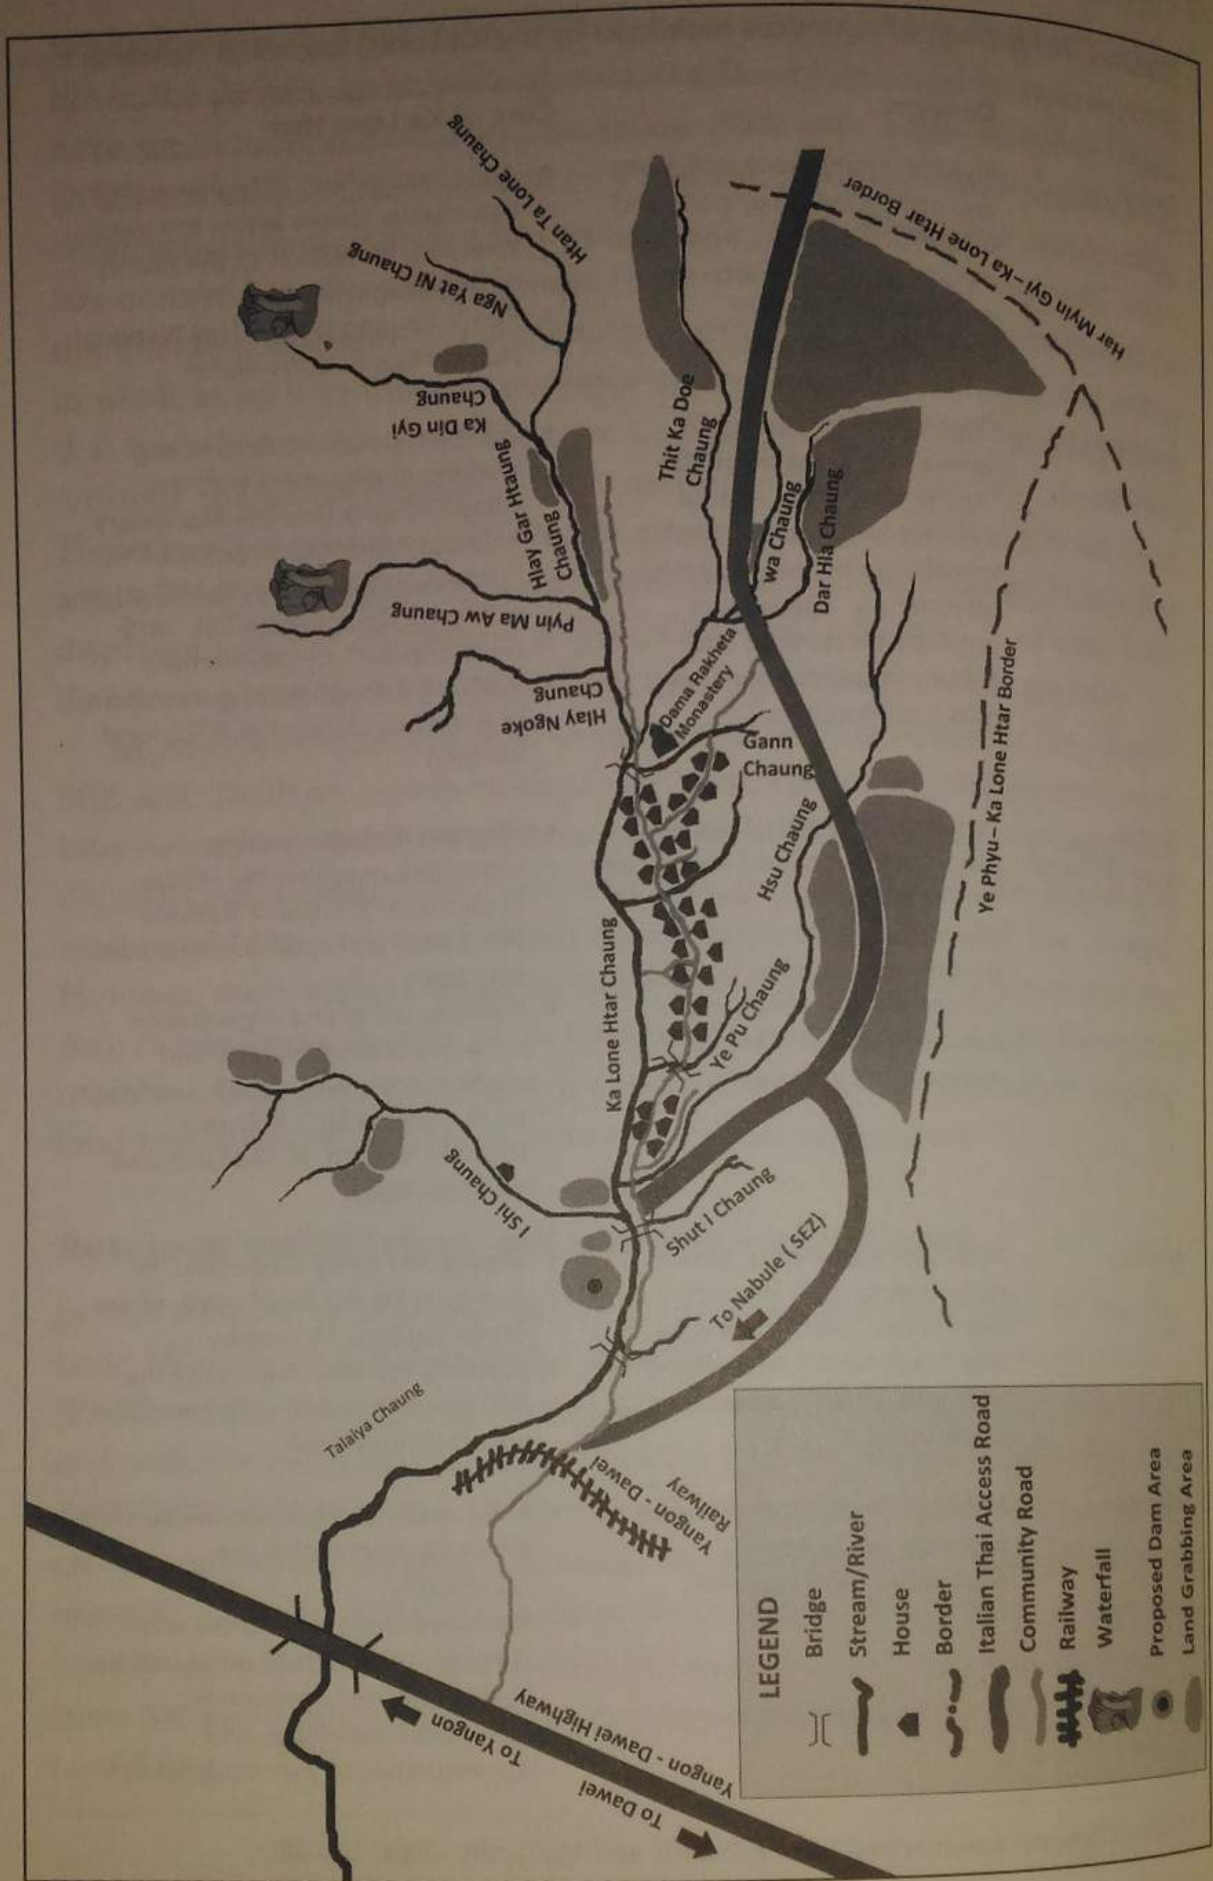 Htan Ta Lone Chaung
Nga Yat Ni Chaung
Ka Din Gyi
Chaung
Hlay Gar Htaung
Chaung
Pyin Ma Aw Chaung
Hlay Ngoke
Chaung
Thit Ka Doe
Chaung
wa Chaung
Dar Hla Chaung
Har Myin Gyi–Ka Lone Htar Border
Dama Rakheta
Monastery
Gann
Chaung
Hsu Chaung
Ye Phyu– Ka Lone Htar Border
Ka Lone Htar Chaung
Ye Pu Chaung
I Shi Chaung
Shut I Chaung
To Nabule ( SEZ)
Talaiya Chaung
Yangon - Dawei
Railway
Yangon - Dawei Highway
To Yangon
To Dawei
LEGEND
Bridge
Stream/River
House
Border
Italian Thai Access Road
Community Road
Railway
Waterfall
Proposed Dam Area
Land Grabbing Area